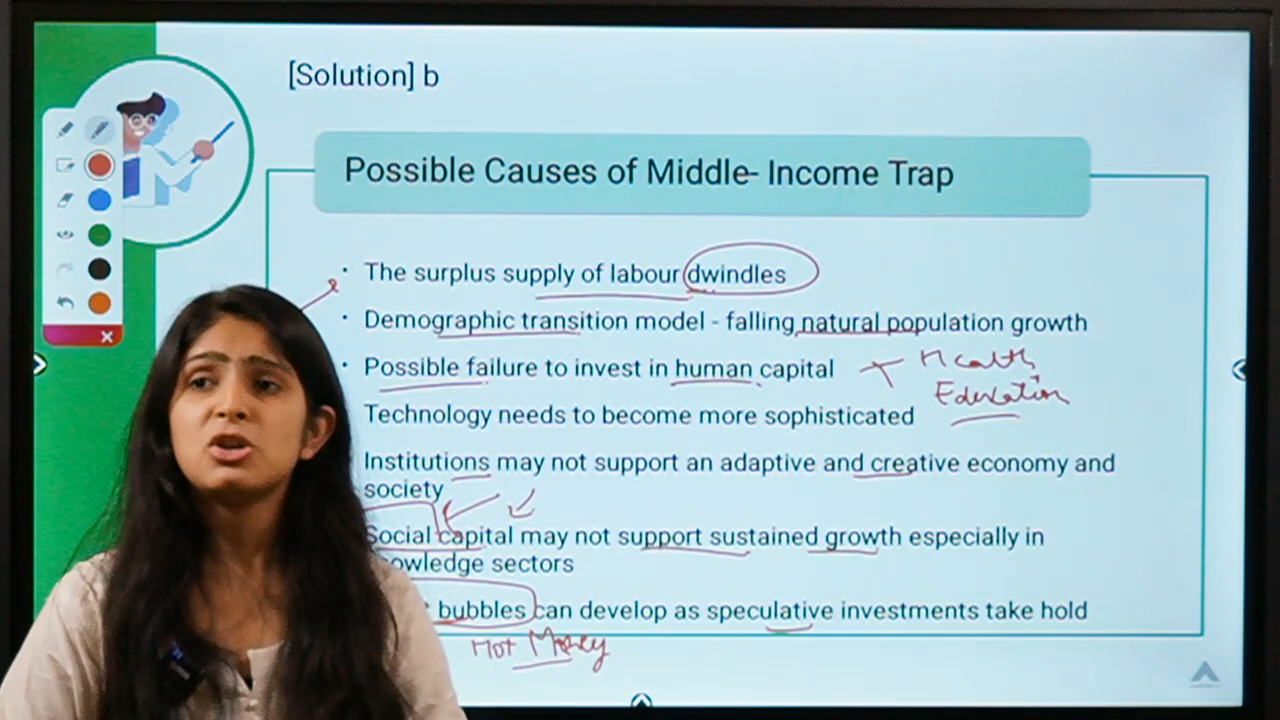 [Solution] b
Possible Causes of Middle- Income Trap
• The surplus supply of labour dwindles
• Demographic transition model - falling natural population growth
• Possible failure to invest in human capital
Health
Education
Technology needs to become more sophisticated
Institutions may not support an adaptive and creative economy and
society
Social capital may not support sustained growth especially in
knowledge sectors
bubbles can develop as speculative investments take hold
Hot Money